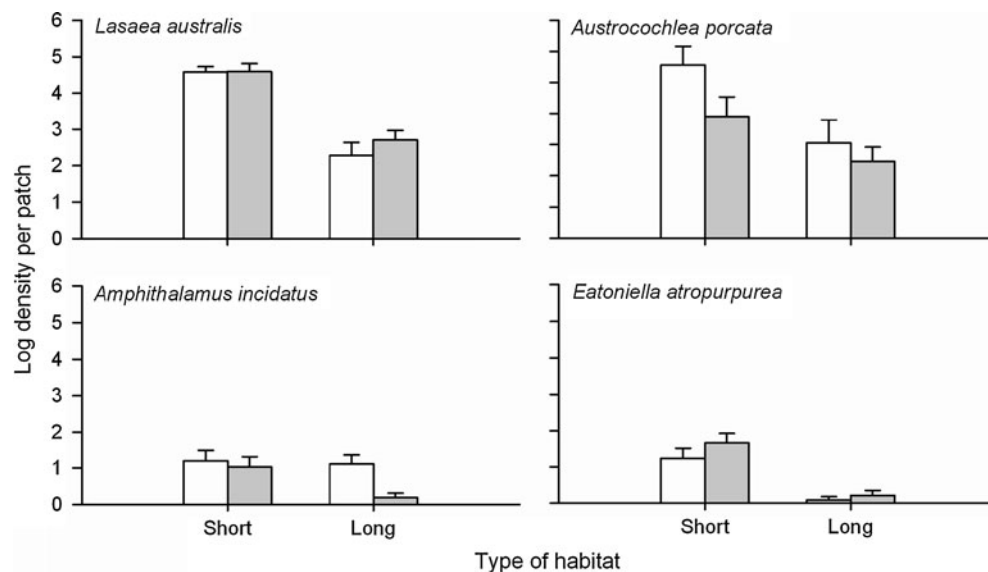 Lasaea australis
Austrocochlea porcata
6
5
4
3
2
1
0
Amphithalamus incidatus
Eatoniella atropurpurea
6
5
4
3
2
1
0
Log density per patch
Short Long
Short Long
Type of habitat